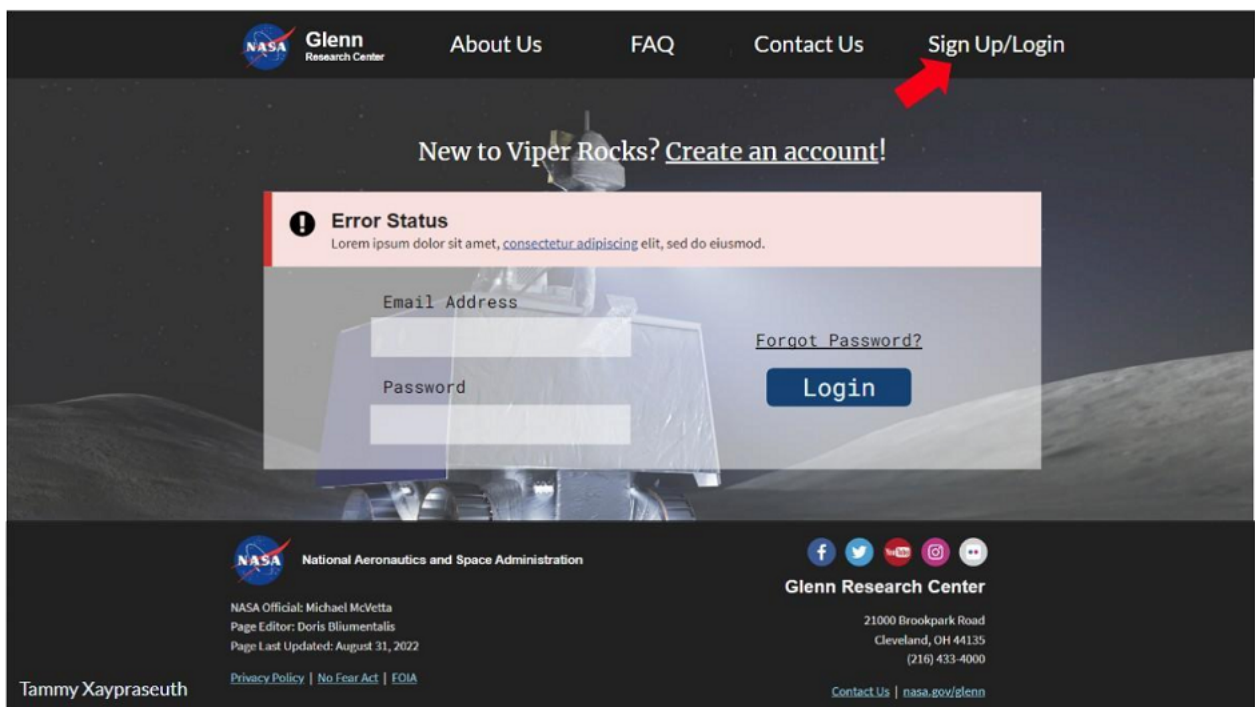 NASA
Glenn
Research Center
About Us
FAQ
Contact Us
Sign Up/Login
New to Viper Rocks? Create an account!
Error Status
Lorem ipsum dolor sit amet, consectetur adipiscing elit, sed do eiusmod.
Email Address
Password
Forgot Password?
Login
NASA
National Aeronautics and Space Administration
NASA Official: Michael McVetta
Page Editor: Doris Bliumentalis
Page Last Updated: August 31, 2022
Privacy Policy | No Fear Act | FOIA
YouTube
Glenn Research Center
21000 Brookpark Road
Cleveland, OH 44135
(216) 433-4000
Contact Us | nasa.gov/glenn
Tammy Xaypraseuth